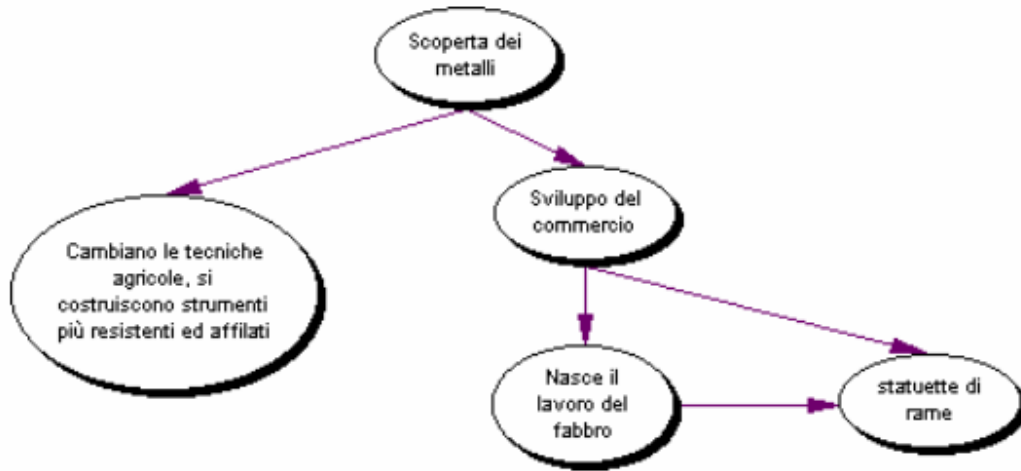 Scoperta dei
metalli
Sviluppo del
commercio
Cambiano le tecniche
agricole, si
costruiscono strumenti
più resistenti ed affilati
Nasce il
lavoro del
fabbro
statuette di
rame